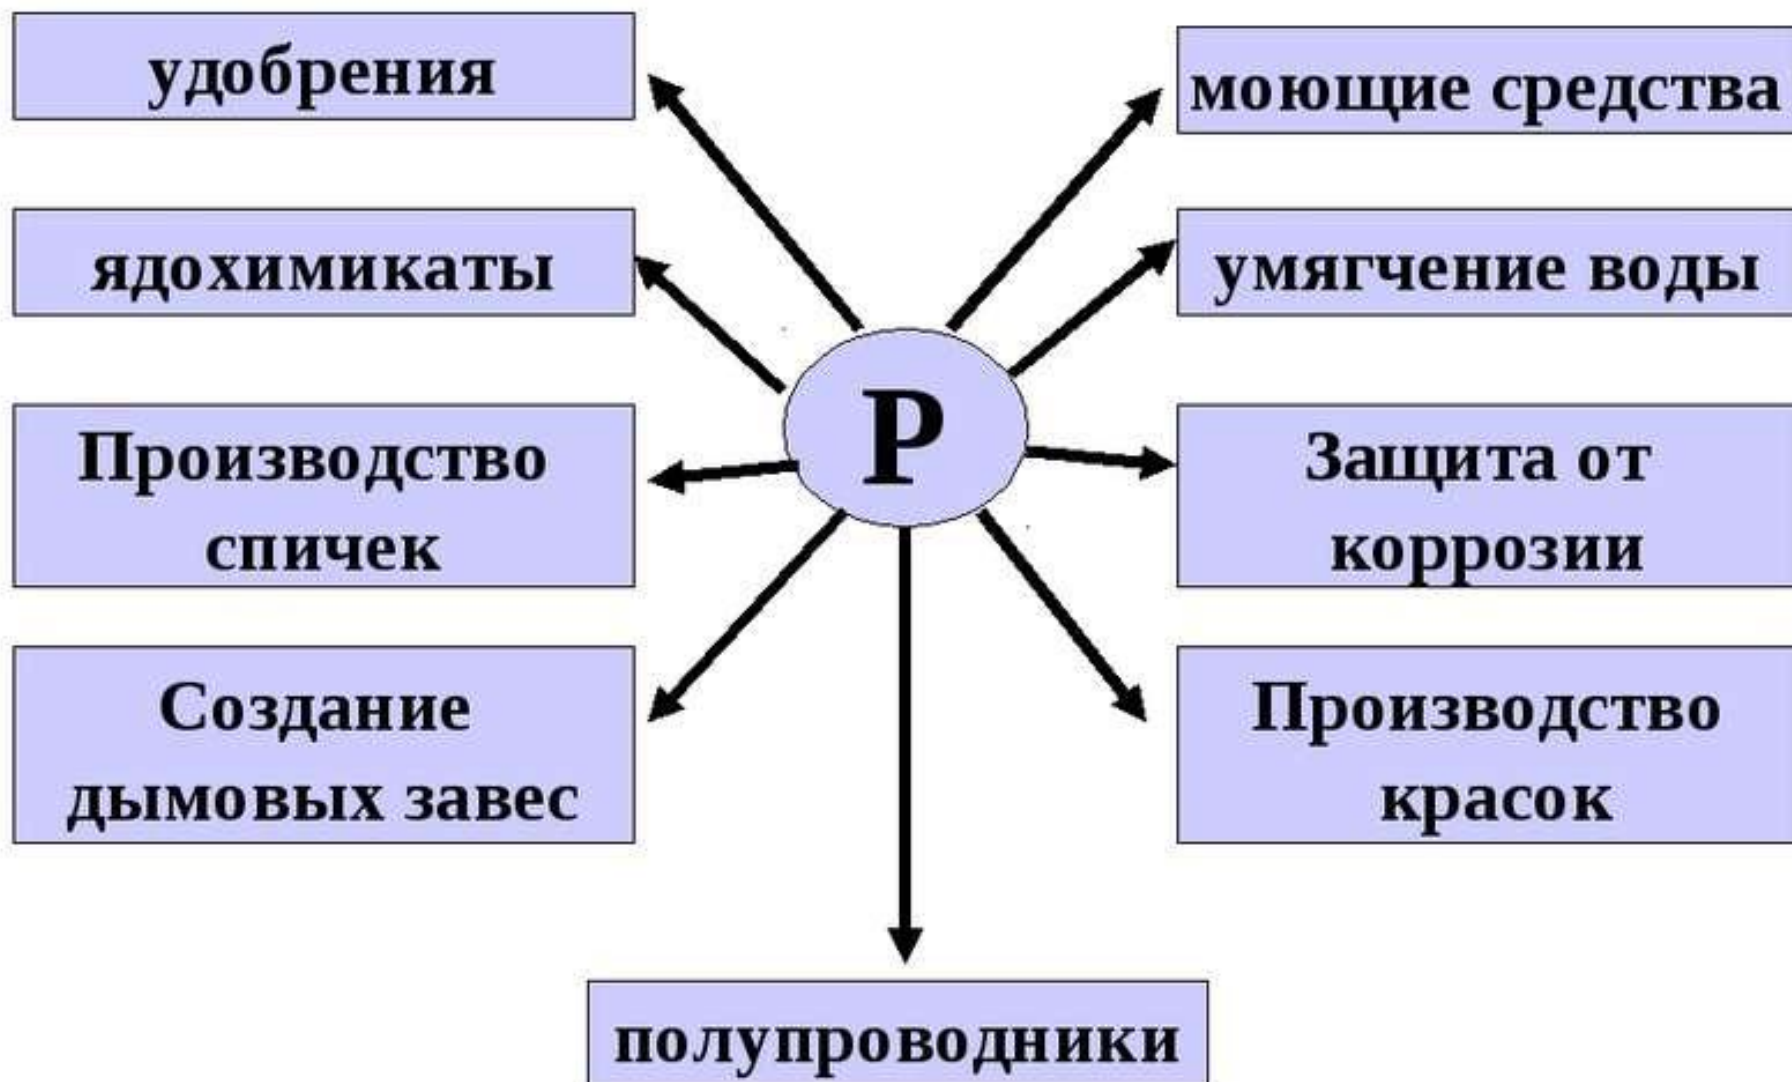 удобрения
моющие средства
ядохимикаты
умягчение воды
Производство
спичек
Р
Защита от
коррозии
Создание
дымовых завес
Производство
красок
полупроводники